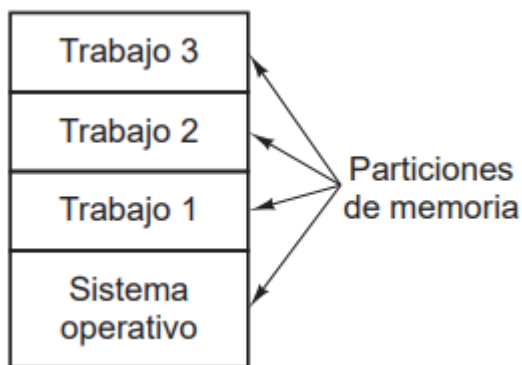 Trabajo 3
Trabajo 2
Trabajo 1
Sistema
operativo
Particiones
de memoria